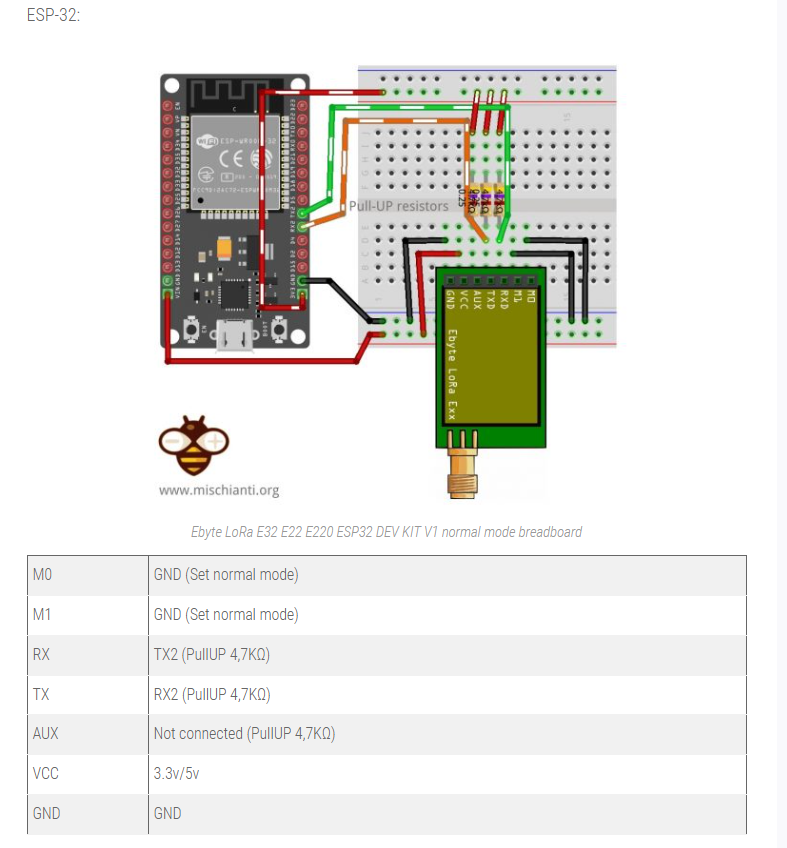 ESP-32:
EN
Pull-UP resistors
GND
VCC
AUX
TXD
RXD
M1
M0
Ebyte LoRa Exx
www.mischianti.org
Ebyte LoRa E32 E22 E220 ESP32 DEV KIT V1 normal mode breadboard
M0 GND (Set normal mode)
M1 GND (Set normal mode)
RX TX2 (PullUP 4,7KΩ)
TX RX2 (PullUP 4,7KΩ)
AUX Not connected (PullUP 4,7KΩ)
VCC 3.3v/5v
GND GND